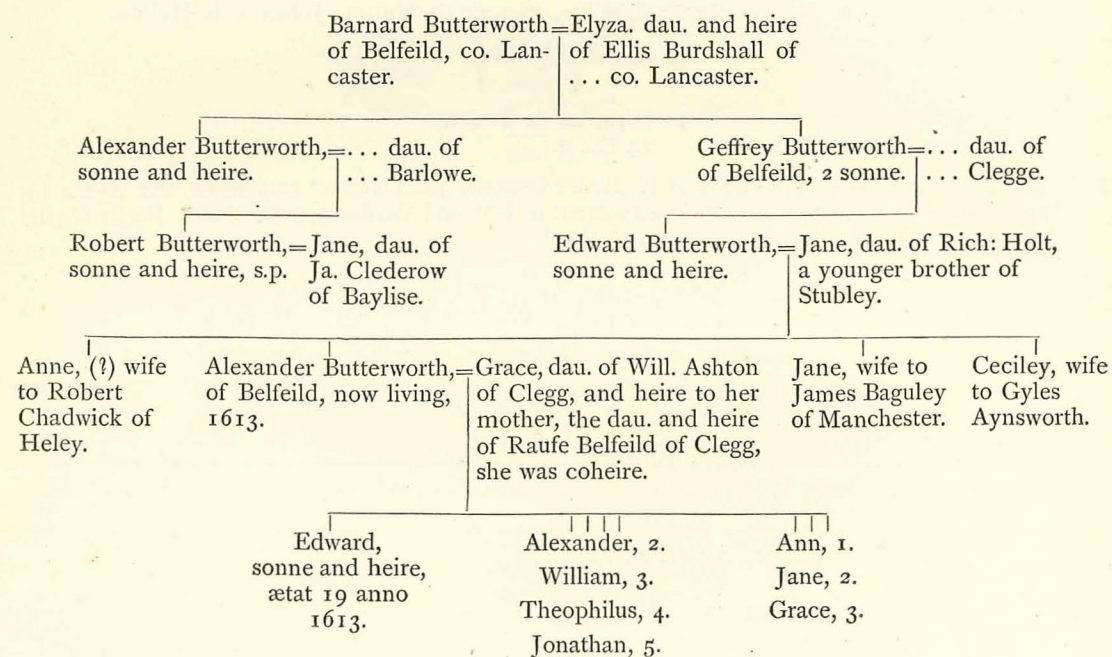 Barnard Butterworth=Elyza. dau. and heire
of Belfeild, co. Lan-
caster.
of Ellis Burdshall of
... co. Lancaster.
Alexander Butterworth,=... dau. of
sonne and heire.
... Barlowe.
Geffrey Butterworth=... dau. of
of Belfeild, 2 sonne.
... Clegge.
Robert Butterworth,=Jane, dau. of
sonne and heire, s.p.
Ja. Clederow
of Baylise.
Edward Butterworth,=Jane, dau. of Rich: Holt,
sonne and heire.
a younger brother of
Stubley.
Anne, (?) wife
to Robert
Chadwick of
Heley.
Alexander Butterworth,=Grace, dau. of Will. Ashton
of Belfeild, now living,
1613.
of Clegg, and heire to her
mother, the dau. and heire
of Raufe Belfeild of Clegg,
she was coheire.
Jane, wife to
James Baguley
of Manchester.
Ceciley, wife
to Gyles
Aynsworth.
Edward,
sonne and heire,
ætat 19 anno
1613.
Alexander, 2.
William, 3.
Theophilus, 4.
Jonathan, 5.
Ann, 1.
Jane, 2.
Grace, 3.